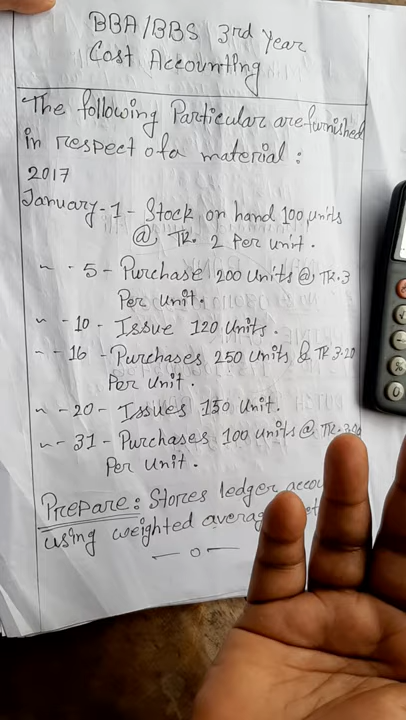 BBA/BBS 3rd Year
Cost Accounting
The following Particular are furnished
in respect of a material :
2017
January-1- Stock on hand 100 units
@ TK. 2 Per unit.
" - 5 - Purchase 200 units @ TK.3
Per unit.
" - 10 - Issue 120 Units.
" - 16 - Purchases 250 units & TK 3.20
Per unit.
" - 20 - Issues 150 Unit.
" - 31 - Purchases 100 units @ TK.
Per unit.
Prepare: Stores ledger
using weighted
— 0 —